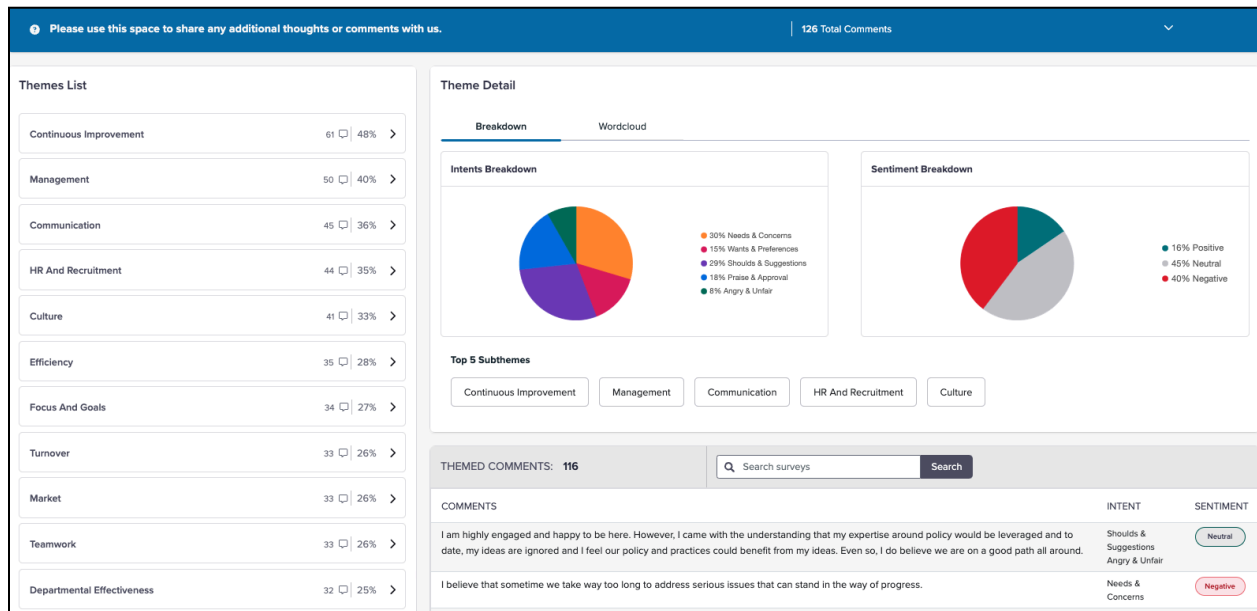 Please use this space to share any additional thoughts or comments with us.
126 Total Comments
Themes List
Continuous Improvement 61 48%
Management 50 40%
Communication 45 36%
HR And Recruitment 44 35%
Culture 41 33%
Efficiency 35 28%
Focus And Goals 34 27%
Turnover 33 26%
Market 33 26%
Teamwork 33 26%
Departmental Effectiveness 32 25%
Theme Detail
Breakdown Wordcloud
Intents Breakdown
30% Needs & Concerns
15% Wants & Preferences
29% Shoulds & Suggestions
18% Praise & Approval
8% Angry & Unfair
Sentiment Breakdown
16% Positive
45% Neutral
40% Negative
Top 5 Subthemes
Continuous Improvement Management Communication HR And Recruitment Culture
THEMED COMMENTS: 116
Search surveys Search
COMMENTS INTENT SENTIMENT
I am highly engaged and happy to be here. However, I came with the understanding that my expertise around policy would be leveraged and to
date, my ideas are ignored and I feel our policy and practices could benefit from my ideas. Even so, I do believe we are on a good path all around.
Shoulds &
Suggestions
Angry & Unfair
Neutral
I believe that sometime we take way too long to address serious issues that can stand in the way of progress.
Needs &
Concerns
Negative